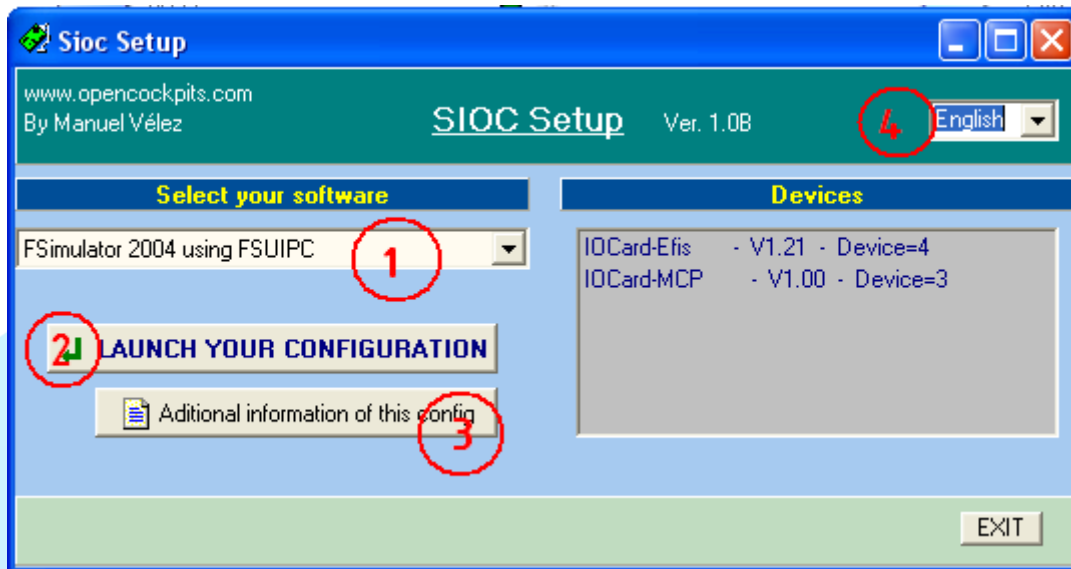 Sioc Setup
www.opencockpits.com
By Manuel Vélez
SIOC Setup Ver. 1.0B
4
English
Select your software
Devices
FSimulator 2004 using FSUIPC
1
IOCard-Efis - V1.21 - Device=4
IOCard-MCP - V1.00 - Device=3
2
LAUNCH YOUR CONFIGURATION
Aditional information of this config
3
EXIT